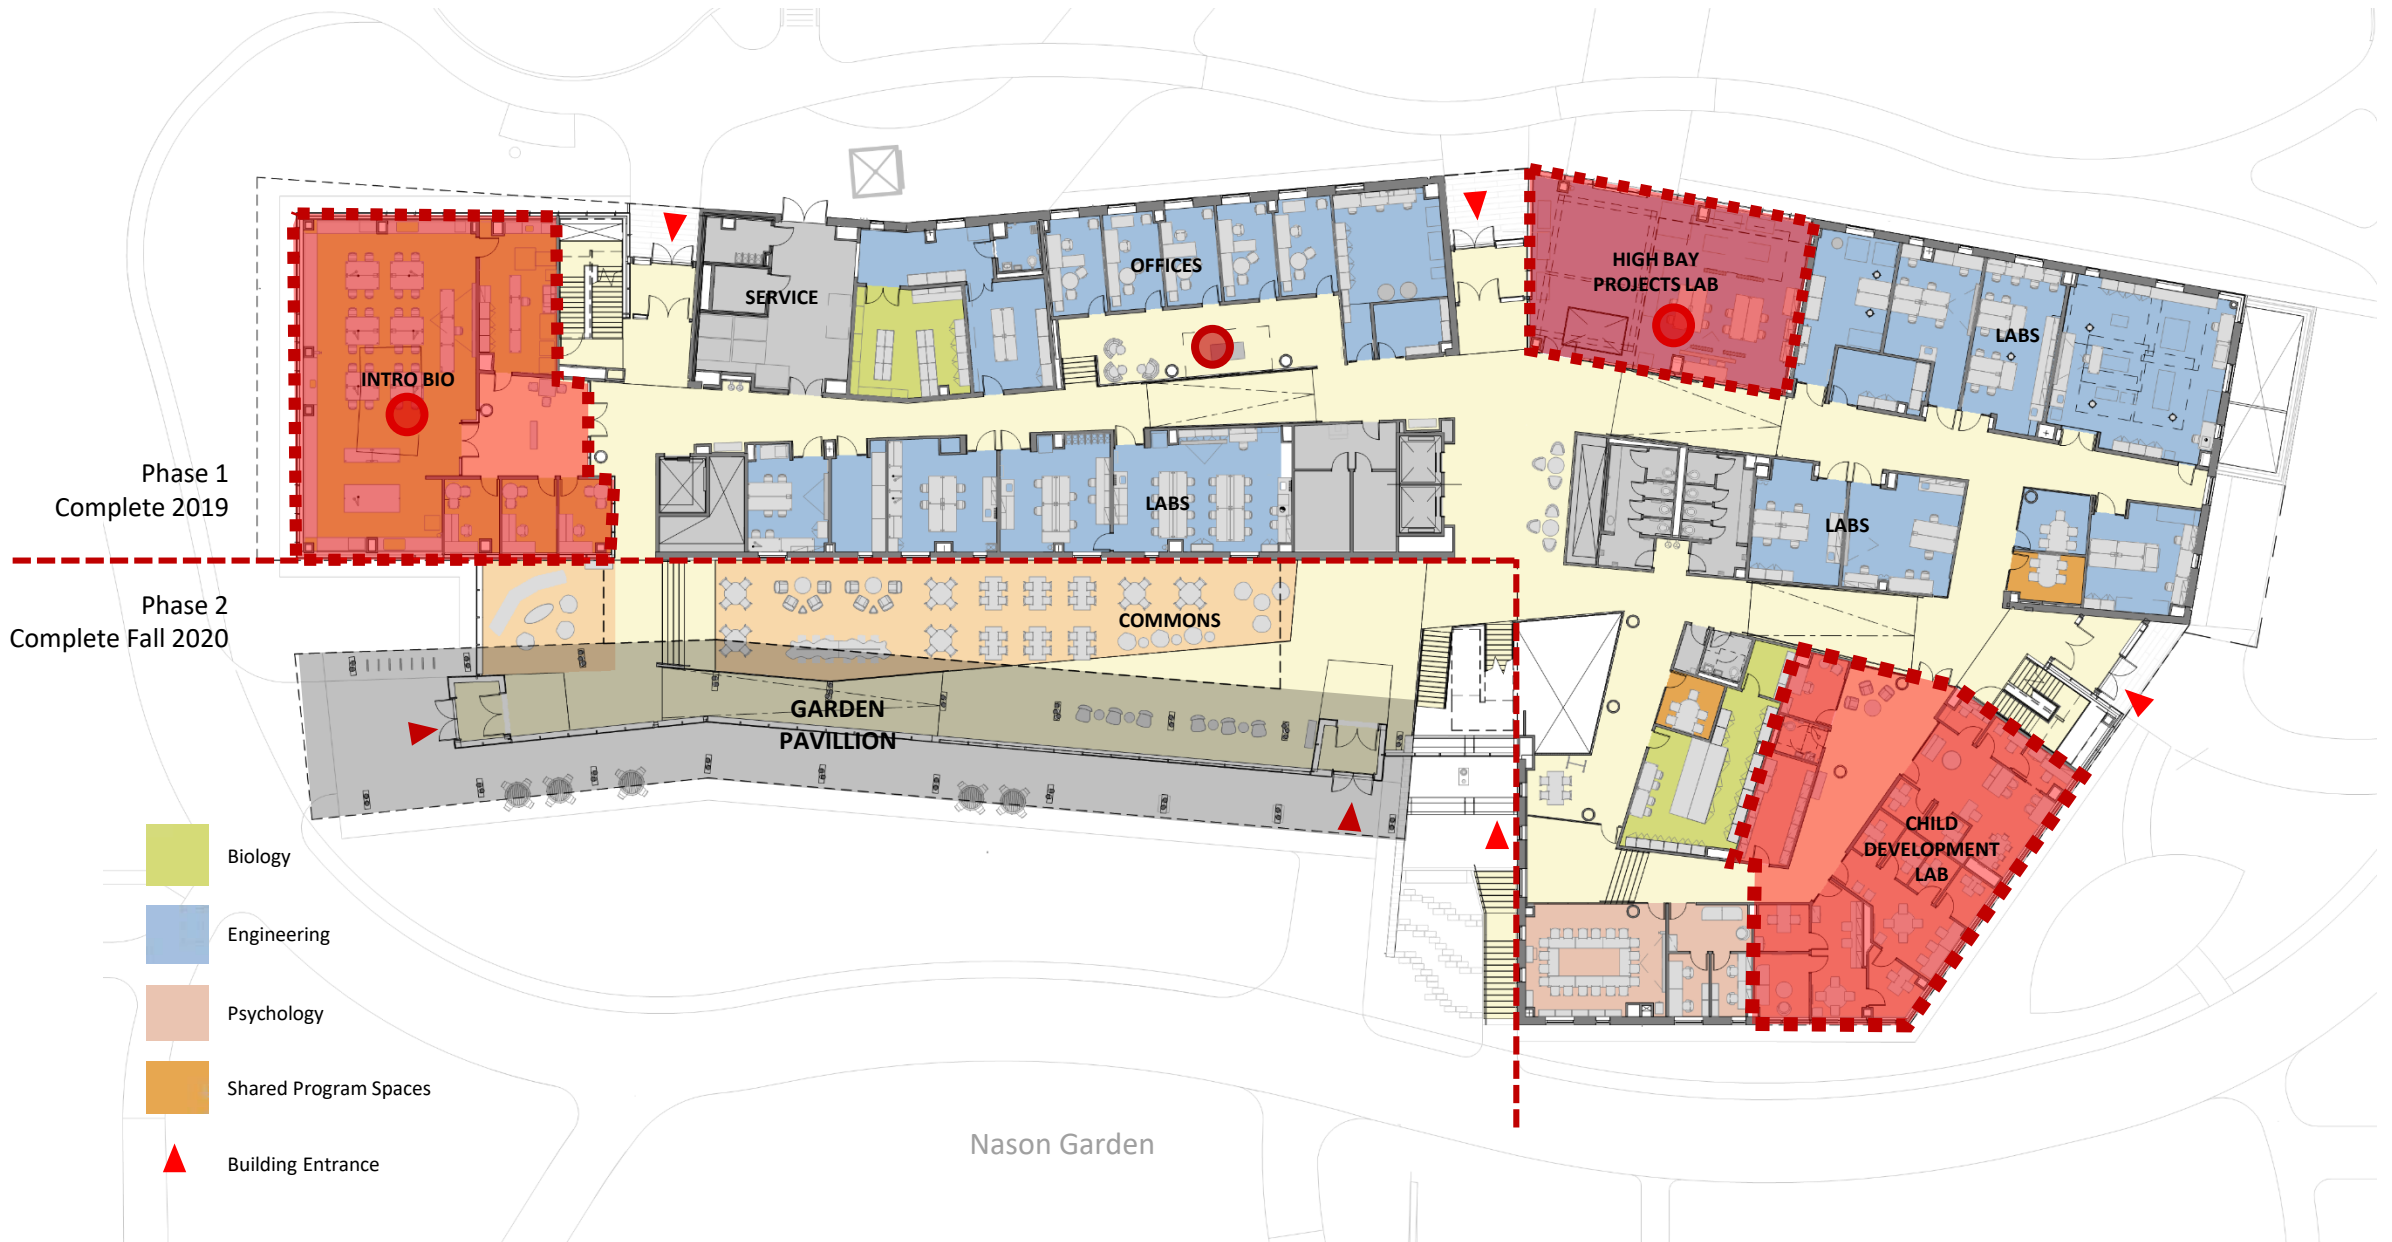 HIGH BAY
PROJECTS LAB
OFFICES
SERVICE
LABS
INTRO BIO
Phase 1
Complete 2019
LABS
LABS
Phase 2
Complete Fall 2020
COMMONS
GARDEN
PAVILLION
CHILD
DEVELOPMENT
LAB
Biology
Engineering
Psychology
Shared Program Spaces
Building Entrance
Nason Garden